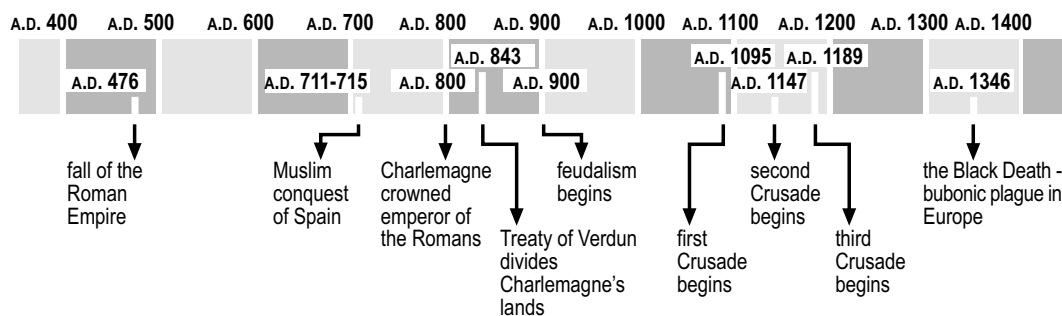 A.D. 400 A.D. 500 A.D. 600 A.D. 700 A.D. 800 A.D. 900 A.D. 1000 A.D. 1100 A.D. 1200 A.D. 1300 A.D. 1400
A.D. 843 A.D. 1095 A.D. 1189
A.D. 476 A.D. 711-715 A.D. 800 A.D. 900 A.D. 1147 A.D. 1346
fall of the
Roman
Empire
Muslim
conquest
of Spain
Charlemagne
crowned
emperor of
the Romans
Treaty of Verdun
divides
Charlemagne's
lands
feudalism
begins
first
Crusade
begins
second
Crusade
begins
third
Crusade
begins
the Black Death -
bubonic plague in
Europe